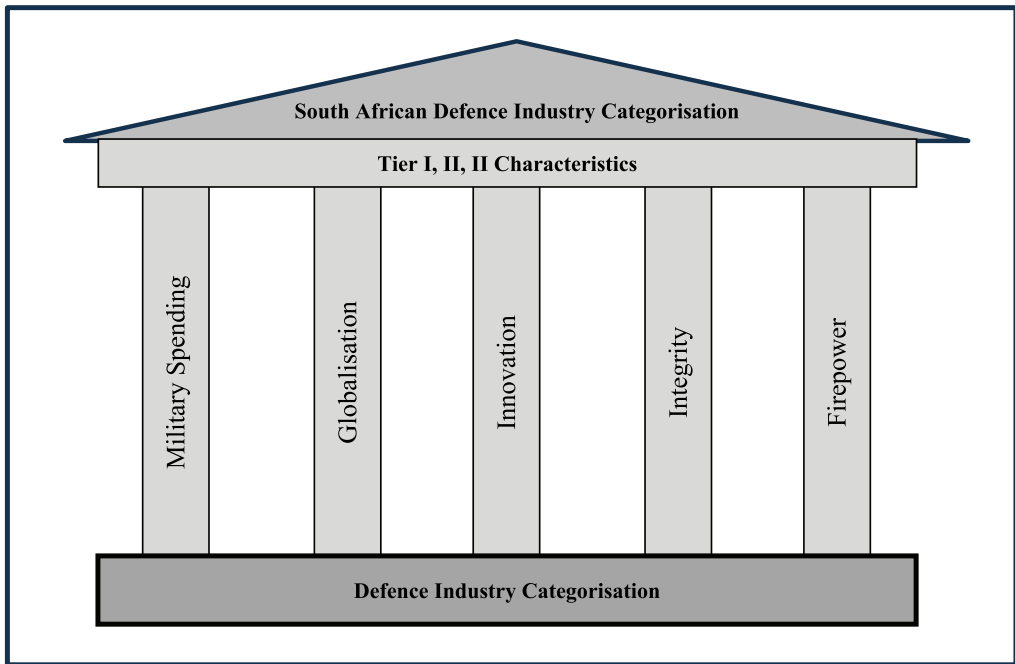 South African Defence Industry Categorisation
Tier I, II, II Characteristics
Military Spending
Globalisation
Innovation
Integrity
Firepower
Defence Industry Categorisation